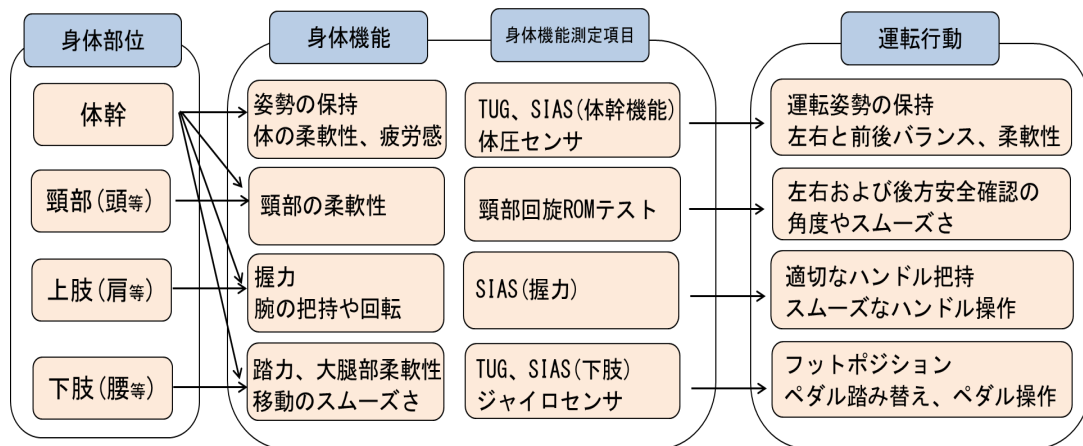 身体部位
身体機能
身体機能測定項目
運転行動
体幹
姿勢の保持
体の柔軟性、疲労感
TUG、SIAS(体幹機能)
体圧センサ
運転姿勢の保持
左右と前後バランス、柔軟性
頸部(頭等)
頸部の柔軟性
頸部回旋ROMテスト
左右および後方安全確認の
角度やスムーズさ
上肢(肩等)
握力
腕の把持や回転
SIAS(握力)
適切なハンドル把持
スムーズなハンドル操作
下肢(腰等)
踏力、大腿部柔軟性
移動のスムーズさ
TUG、SIAS(下肢)
ジャイロセンサ
フットポジション
ペダル踏み替え、ペダル操作